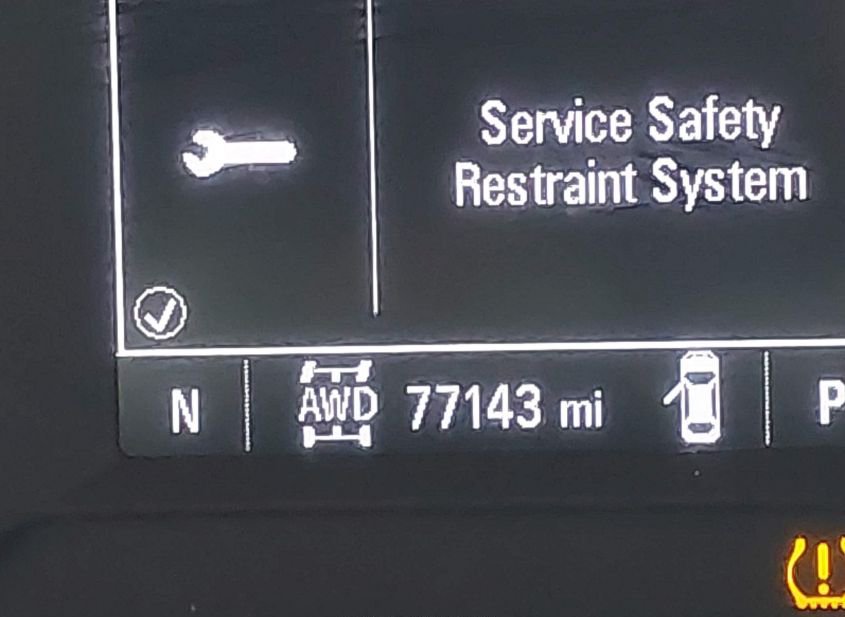 Service Safety
Restraint System
N AWD 77143 mi P